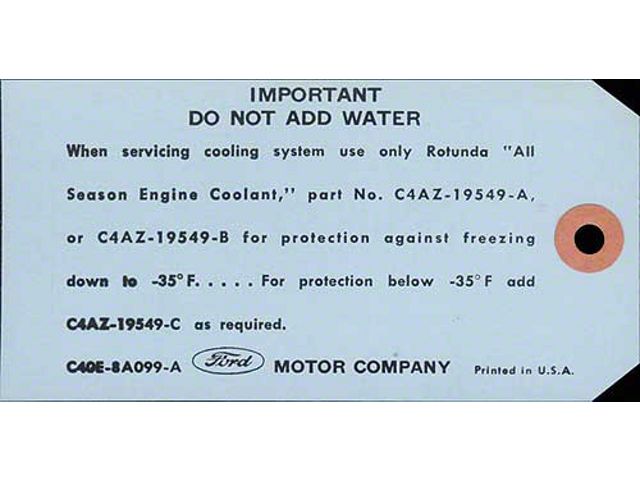 IMPORTANT
DO NOT ADD WATER
When servicing cooling system use only Rotunda "All
Season Engine Coolant," part No. C4AZ-19549-A,
or C4AZ-19549-B for protection against freezing
down to -35°F..... For protection below -35°F add
C4AZ-19549-C as required.
C4OE-8A099-A Ford MOTOR COMPANY Printed in U.S.A.